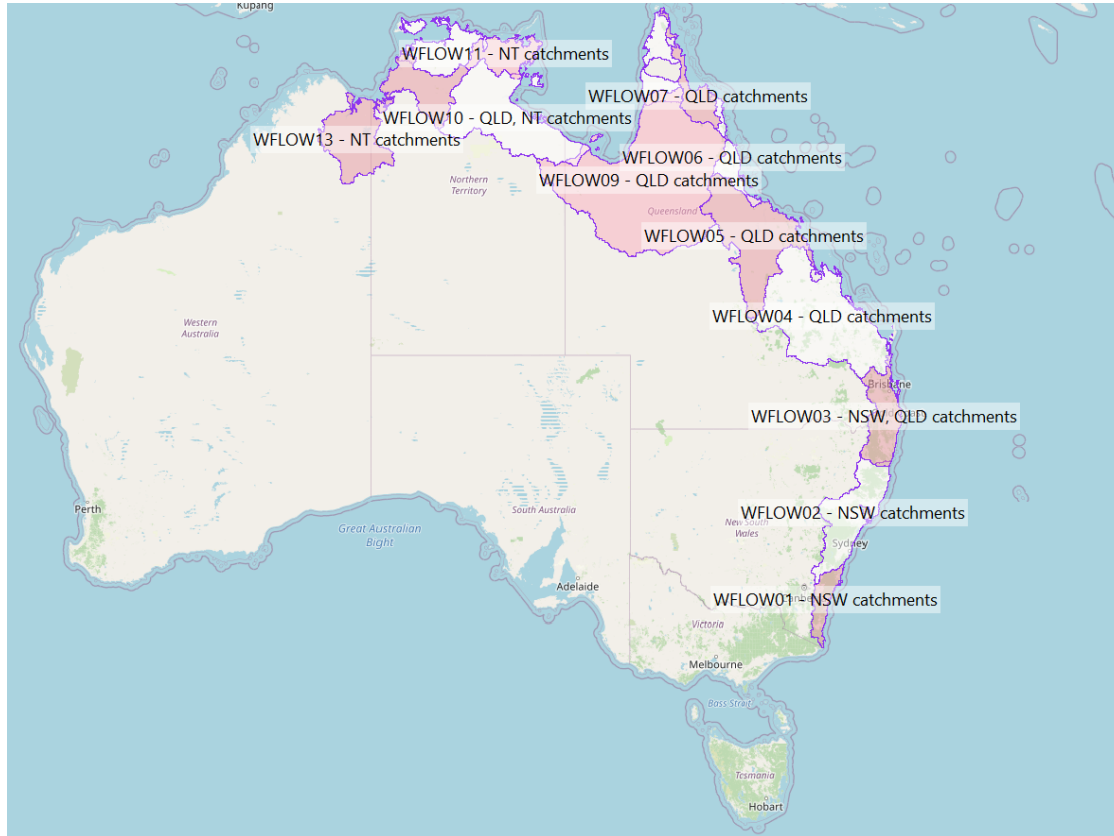 Kupang
WFLOW11 - NT catchments
WFLOW07 - QLD catchments
WFLOW10 - QLD, NT catchments
WFLOW13 - NT catchments
WFLOW06 - QLD catchments
WFLOW09 - QLD catchments
Northern
Territory
Queensland
WFLOW05 - QLD catchments
WFLOW04 - QLD catchments
Western
Australia
Brisbane
WFLOW03 - NSW, QLD catchments
Perth
South Australia
WFLOW02 - NSW catchments
New South
Wales
Great Australian
Bight
Sydney
Adelaide
WFLOW01 - NSW catchments
Victoria
Melbourne
Bass Strait
Tasmania
Hobart